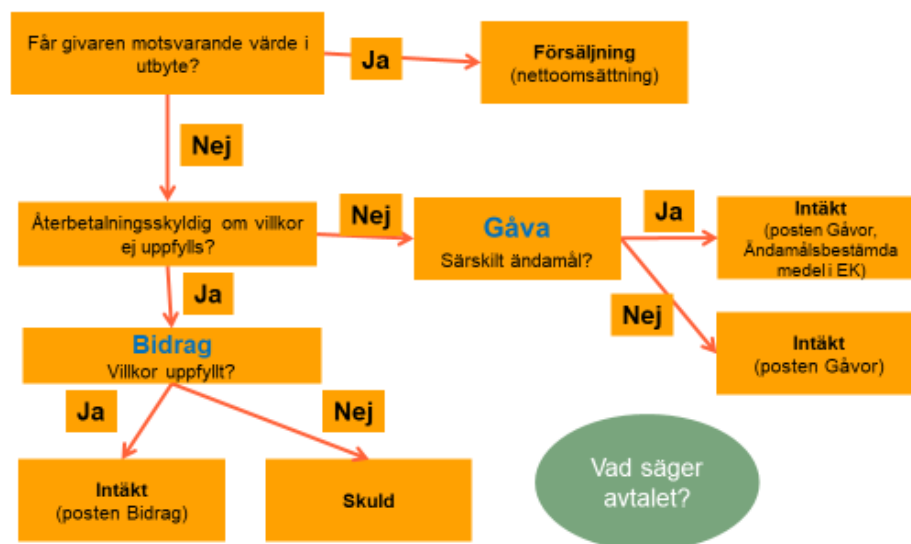 Får givaren motsvarande värde i
utbyte?
Ja
Försäljning
(nettoomsättning)
Nej
Återbetalningsskyldig om villkor
ej uppfylls?
Nej
Gåva
Särskilt ändamål?
Ja
Intäkt
(posten Gåvor,
Ändamålsbestämda
medel i EK)
Nej
Intäkt
(posten Gåvor)
Ja
Bidrag
Villkor uppfyllt?
Ja
Nej
Intäkt
(posten Bidrag)
Skuld
Vad säger
avtalet?